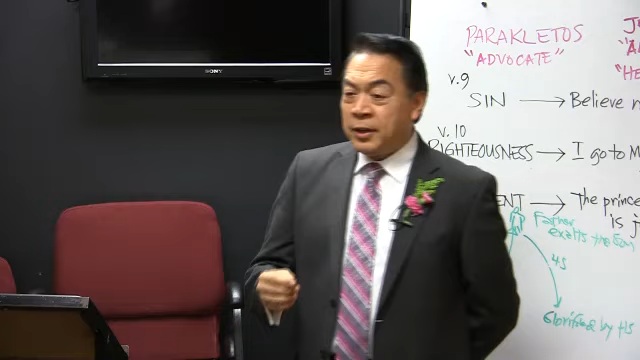 SONY
PARAKLETOS
"ADVOCATE"
v.9
SIN → Believe
v. 10
RIGHTEOUSNESS → I go to
ENT → The prince
is
Father
exalts the Son
HS
Glorified by HS